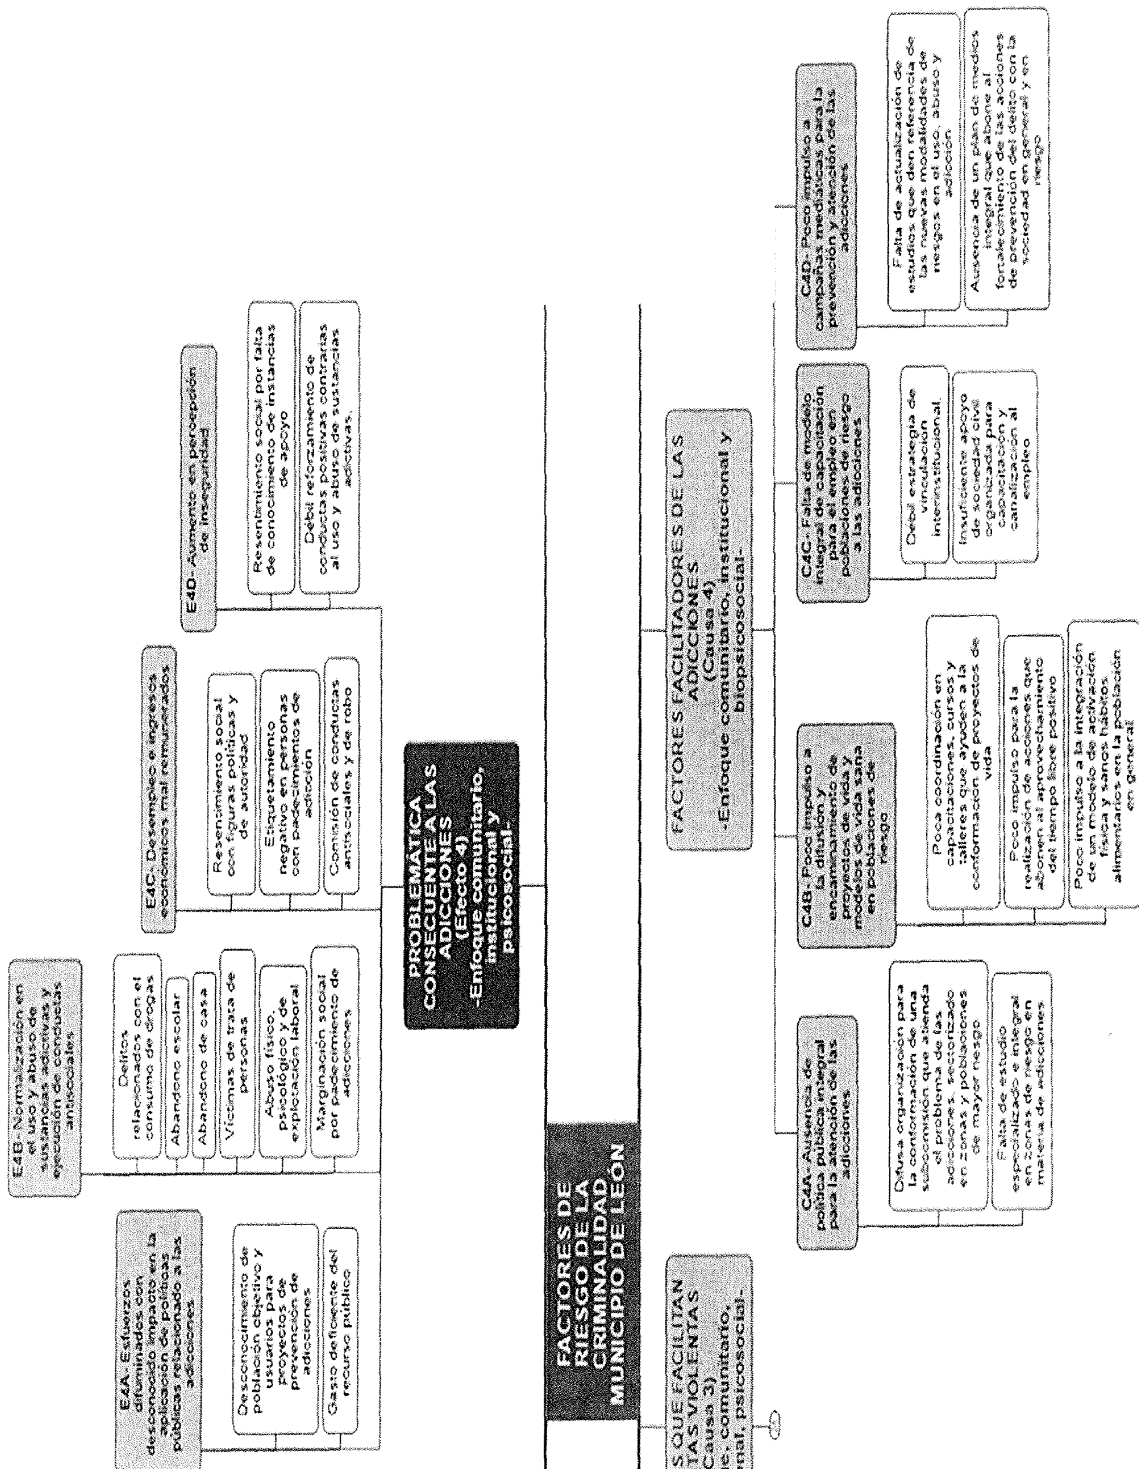 E4A- Esfuerzos
difuminados con
desconocido impacto en la
aplicación de políticas
públicas relacionado a las
adicciones.
Desconocimiento de
población objetivo y
usuarios para
proyectos de
prevención de
adicciones
Gasto deficiente del
recurso público
E4B- Normalización en
el uso y abuso de
sustancias adictivas y
ejecución de conductas
antisociales
Delitos
relacionados con el
consumo de drogas
Abandono escolar
Abandono de casa
Víctimas de trata de
personas
Abuso físico,
psicológico y de
explotación laboral
Marginación social
por padecimiento de
adicciones
E4C- Desempleo e ingresos
económicos mal remunerados
Resentimiento social
con figuras políticas y
de autoridad
Etiquetamiento
negativo en personas
con padecimientos de
adicción
Comisión de conductas
antisociales y de robo
E4D- Aumento en percepción
de inseguridad
Resentimiento social por falta
de conocimiento de instancias
de apoyo
Débil reforzamiento de
conductas positivas contrarias
al uso y abuso de sustancias
adictivas.
PROBLEMÁTICA
CONSECUENTE A LAS
ADICCIONES
(Efecto 4)
-Enfoque comunitario,
institucional y
psicosocial-
FACTORES DE
RIESGO DE LA
CRIMINALIDAD
MUNICIPIO DE LEÓN
S QUE FACILITAN
TAS VIOLENTAS
Causa 3)
e, comunitario,
nal, psicosocial-
FACTORES FACILITADORES DE LAS
ADICCIONES
(Causa 4)
-Enfoque comunitario, institucional y
biopsicosocial-
C4A- Ausencia de
política pública integral
para la atención de las
adicciones
Difusa organización para
la conformación de una
subcomisión que atienda
el problema de las
adicciones, sectorizado
en zonas y poblaciones
de mayor riesgo
Falta de estudio
especializado e integral
en zonas de riesgo en
materia de adicciones
C4B- Poco impulso a
la difusión y
encaminamiento de
proyectos de vida y
modelos de vida sana
en poblaciones de
riesgo
Poca coordinación en
capacitaciones, cursos y
talleres que ayuden a la
conformación de proyectos de
vida
Poco impulso para la
realización de acciones que
abonen al aprovechamiento
del tiempo libre positivo
Poco impulso a la integración
de un modelo de activación
física y sanos hábitos
alimentarios en la población
en general
C4C- Falta de modelo
integral de capacitación
para el empleo en
poblaciones de riesgo
a las adicciones
Débil estrategia de
vinculación
interinstitucional.
Insuficiente apoyo
de sociedad civil
organizada para
capacitación y
canalización al
empleo
C4D- Poco impulso a
campañas mediáticas para la
prevención y atención de las
adicciones
Falta de actualización de
estudios que den referencia de
las nuevas modalidades de
riesgos en el uso, abuso y
adicción
Ausencia de un plan de medios
integral que abone al
fortalecimiento de las acciones
de prevención del delito con la
sociedad en general y en
riesgo